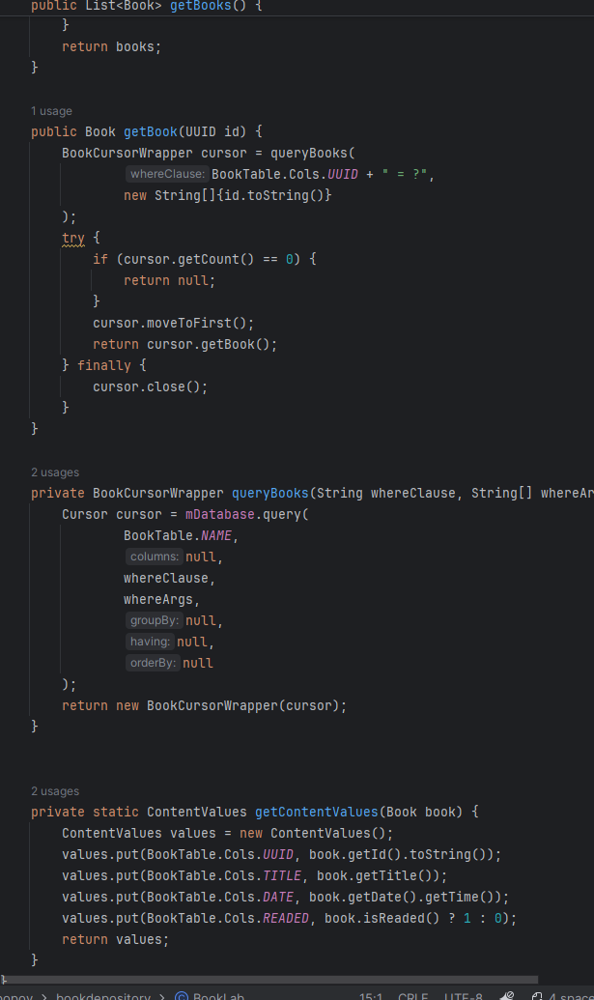 public List<Book> getBooks() {
}
return books;
}
1 usage
public Book getBook(UUID id) {
BookCursorWrapper cursor = queryBooks(
whereClause: BookTable.Cols.UUID + " = ?",
new String[]{id.toString()}
);
try {
if (cursor.getCount() == 0) {
return null;
}
cursor.moveToFirst();
return cursor.getBook();
} finally {
cursor.close();
}
}
2 usages
private BookCursorWrapper queryBooks(String whereClause, String[] whereAr
Cursor cursor = mDatabase.query(
BookTable.NAME,
columns: null,
whereClause,
whereArgs,
groupBy: null,
having: null,
orderBy: null
);
return new BookCursorWrapper(cursor);
}
2 usages
private static ContentValues getContentValues(Book book) {
ContentValues values = new ContentValues();
values.put(BookTable.Cols.UUID, book.getId().toString());
values.put(BookTable.Cols.TITLE, book.getTitle());
values.put(BookTable.Cols.DATE, book.getDate().getTime());
values.put(BookTable.Cols.READED, book.isReaded() ? 1 : 0);
return values;
}
}
bookdepository > BookLab 15:1 CRLF UTF-8 4 space